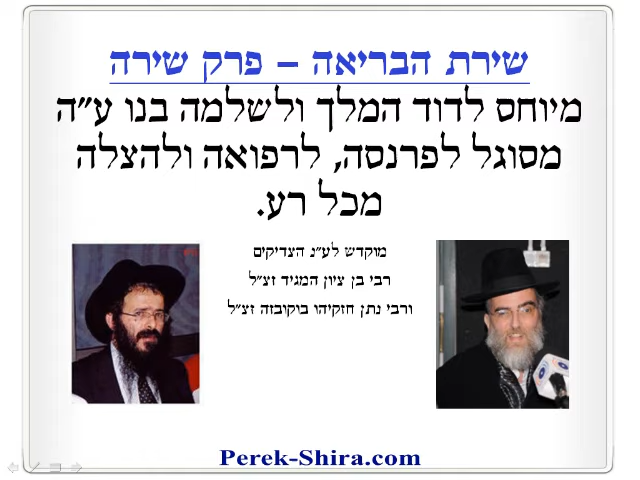 שירת הבריאה – פרק שירה
מיוחס לדוד המלך ולשלמה בנו ע"ה
מסוגל לפרנסה, לרפואה ולהצלה
מכל רע.
מוקדש לע"נ הצדיקים
רבי בן ציון המגיד זצ"ל
ורבי נתן חזקיהו בוקובזה זצ"ל
Perek-Shira.com